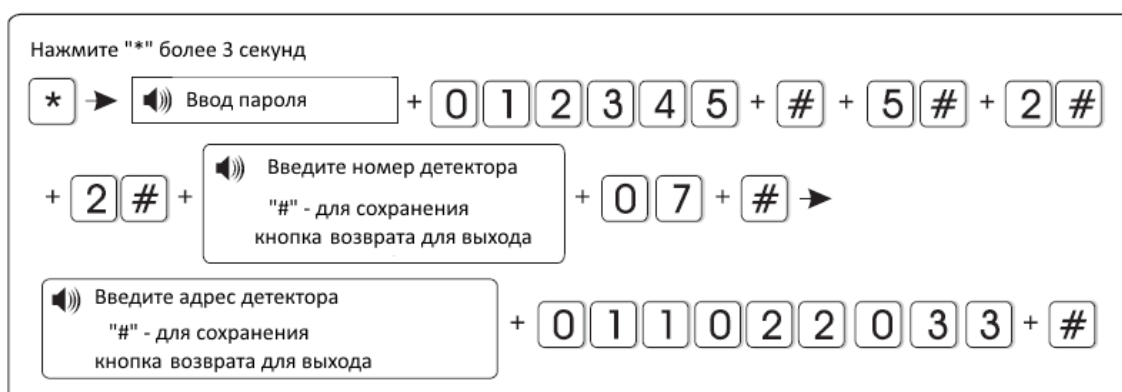 Нажмите "*" более 3 секунд
* Ввод пароля + 0 1 2 3 4 5 + # + 5 # + 2 #
+ 2 # + Введите номер детектора
"#" - для сохранения + 0 7 + #
кнопка возврата для выхода
Введите адрес детектора
"#" - для сохранения + 0 1 1 0 2 2 0 3 3 + #
кнопка возврата для выхода